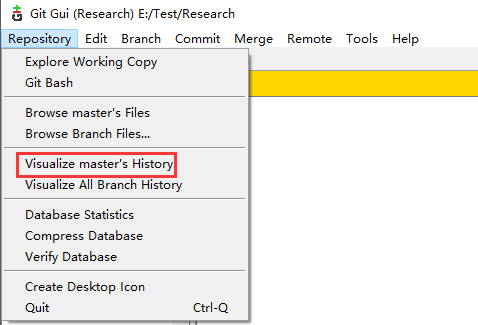 Git Gui (Research) E:/Test/Research
Repository Edit Branch Commit Merge Remote Tools Help
Explore Working Copy
Git Bash
Browse master's Files
Browse Branch Files...
Visualize master's History
Visualize All Branch History
Database Statistics
Compress Database
Verify Database
Create Desktop Icon
Quit Ctrl-Q